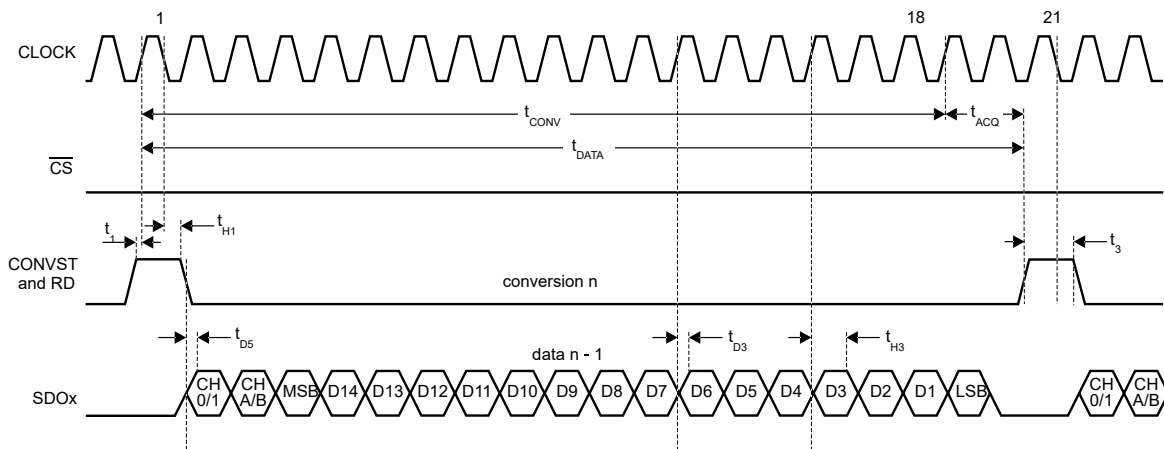 1 18 21
CLOCK
tCONV tACQ
tDATA
CS
t1 tH1 t3
CONVST
and RD
conversion n
tD5 data n - 1 tD3 tH3
SDOx
CH 0/1 CH A/B MSB D14 D13 D12 D11 D10 D9 D8 D7 D6 D5 D4 D3 D2 D1 LSB CH 0/1 CH A/B